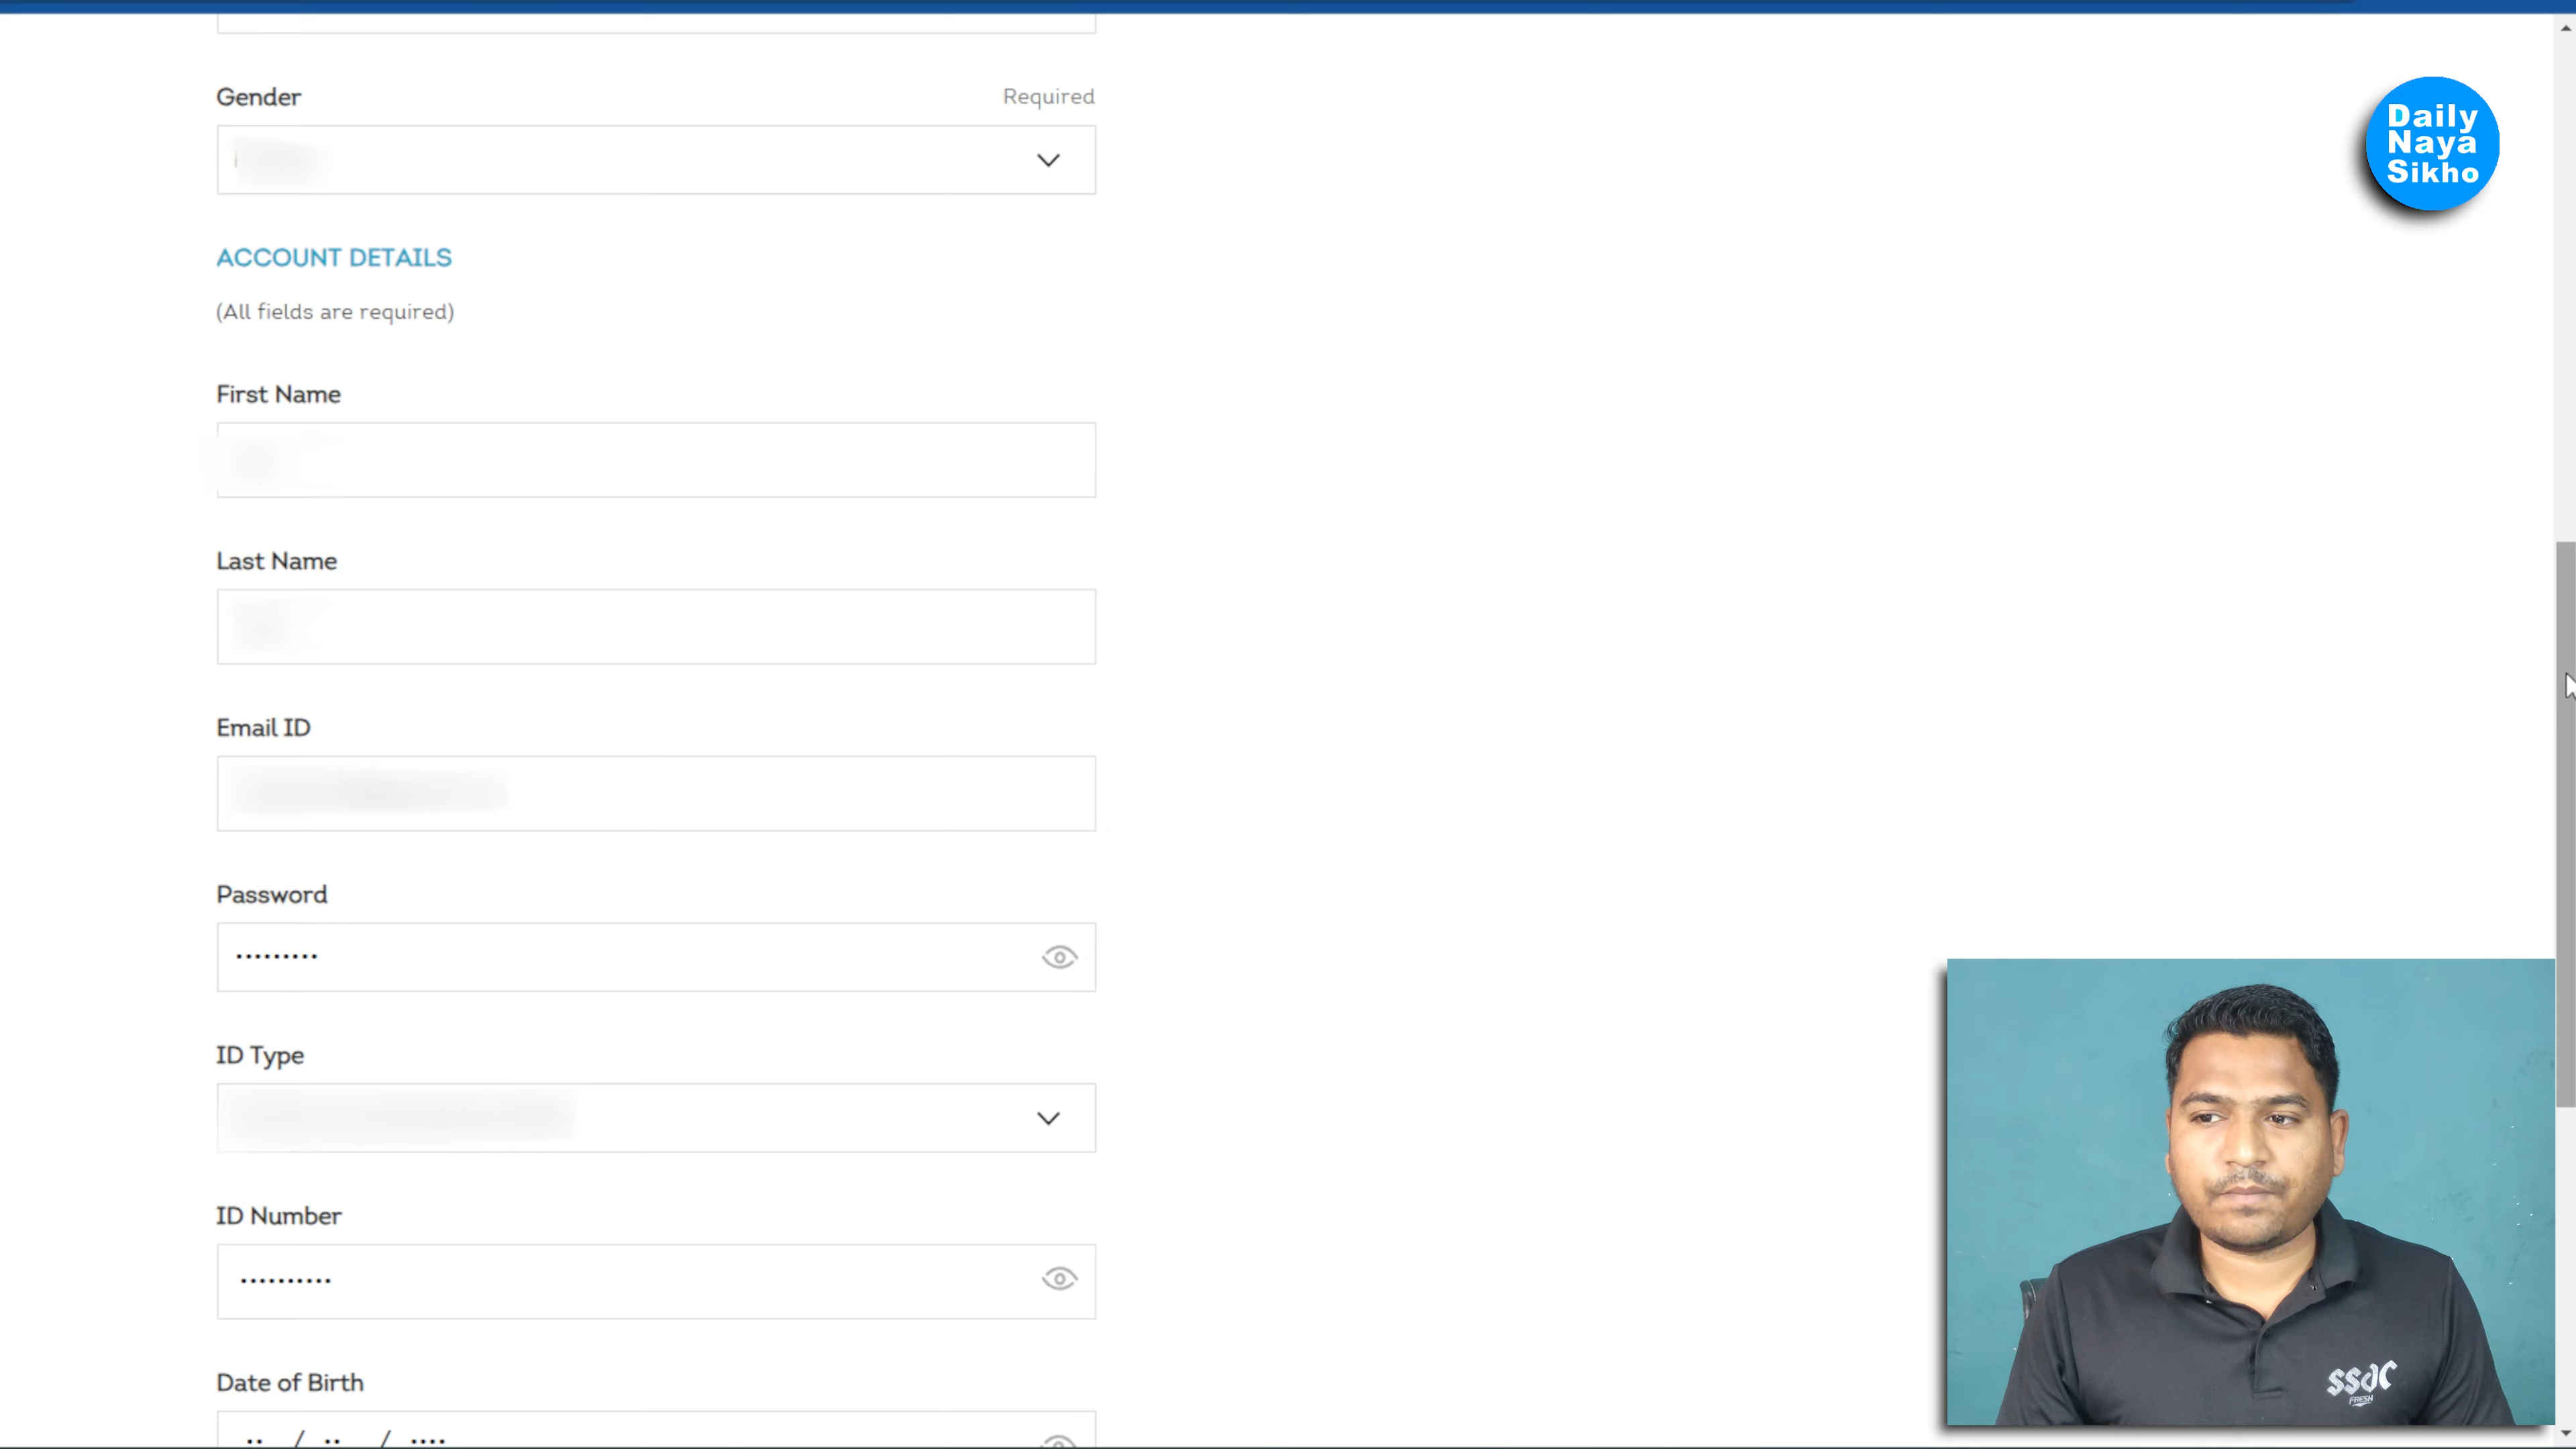 Gender
Required
ACCOUNT DETAILS
(All fields are required)
First Name
Last Name
Email ID
Password
•••••••••
ID Type
ID Number
••••••••••
Date of Birth
•• / •• / ••••
Daily
Naya
Sikho
FRESH